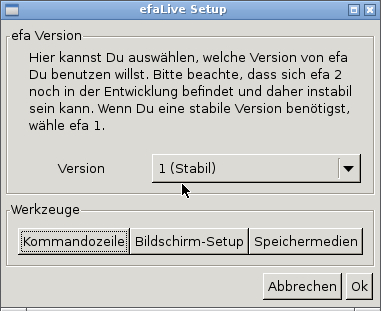 efaLive Setup
efa Version
Hier kannst Du auswählen, welche Version von efa
Du benutzen willst. Bitte beachte, dass sich efa 2
noch in der Entwicklung befindet und daher instabil
sein kann. Wenn Du eine stabile Version benötigst,
wähle efa 1.
Version
1 (Stabil)
Werkzeuge
Kommandozeile
Bildschirm-Setup
Speichermedien
Abbrechen
Ok